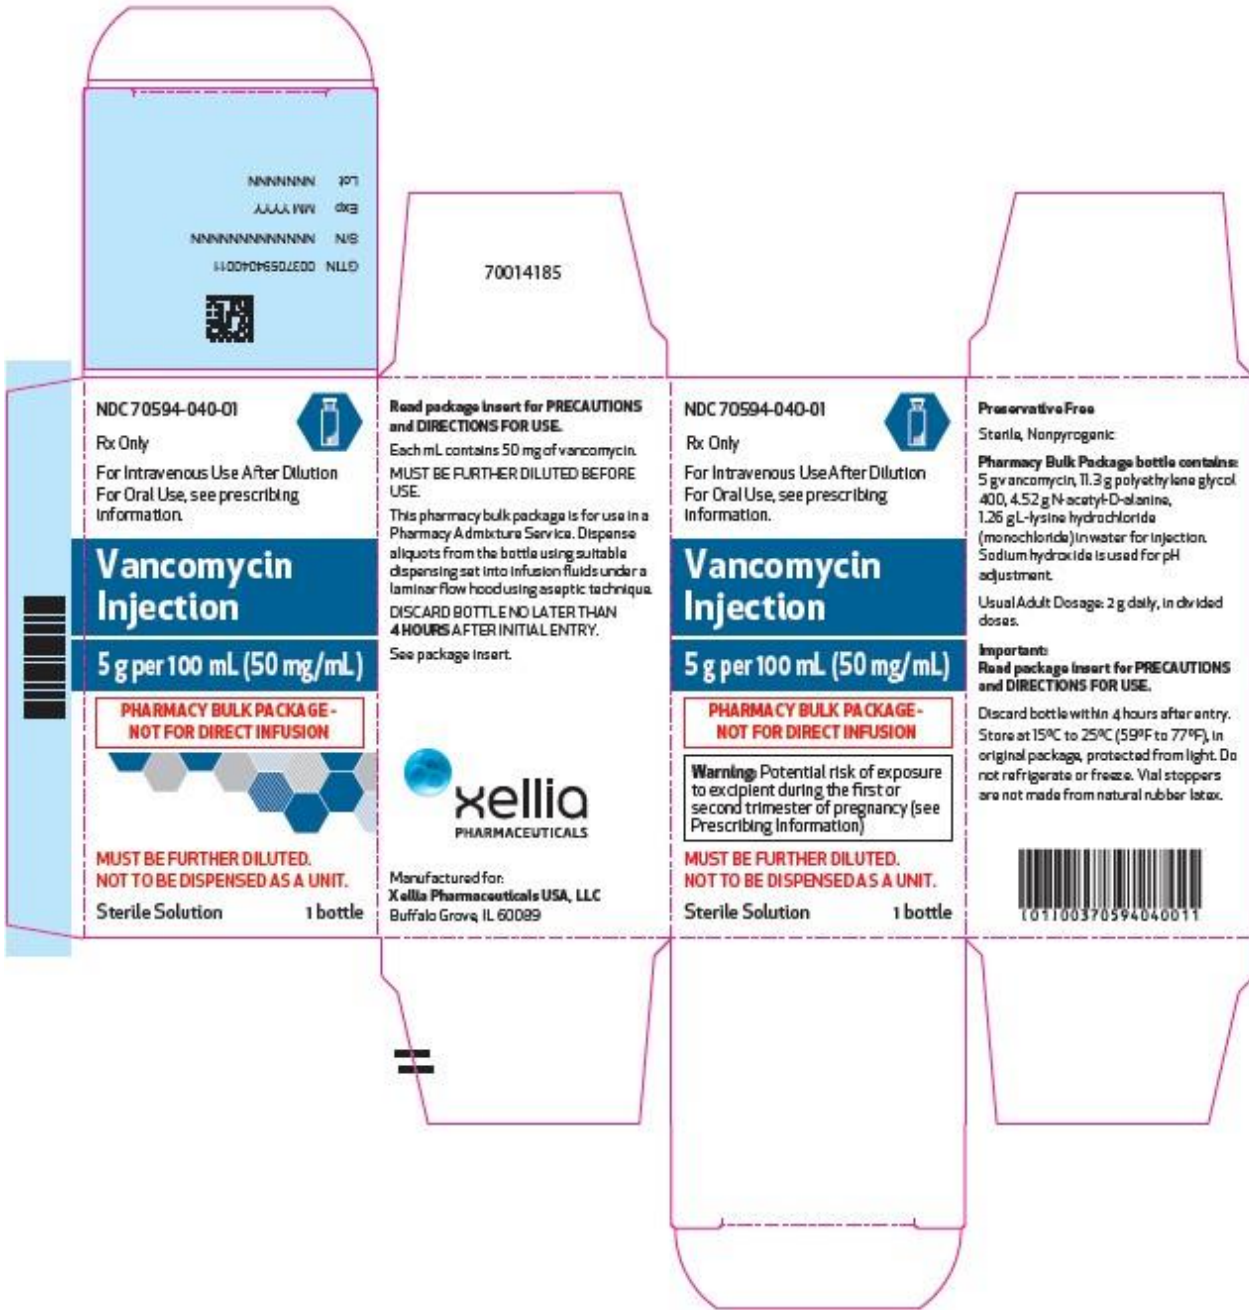 Lot NNNNNNN
Exp MM YYYY
S/N NNNNNNNNNNNNN
GTIN 00370594040011
70014185
NDC 70594-040-01
Rx Only
For Intravenous Use After Dilution
For Oral Use, see prescribing
information.
Vancomycin
Injection
5 g per 100 mL (50 mg/mL)
PHARMACY BULK PACKAGE -
NOT FOR DIRECT INFUSION
MUST BE FURTHER DILUTED.
NOT TO BE DISPENSED AS A UNIT.
Sterile Solution 1 bottle
Read package insert for PRECAUTIONS
and DIRECTIONS FOR USE.
Each mL contains 50 mg of vancomycin.
MUST BE FURTHER DILUTED BEFORE
USE.
This pharmacy bulk package is for use in a
Pharmacy Admixture Service. Dispense
aliquots from the bottle using suitable
dispensing set into infusion fluids under a
laminar flow hood using aseptic technique.
DISCARD BOTTLE NO LATER THAN
4 HOURS AFTER INITIAL ENTRY.
See package insert.
xellia
PHARMACEUTICALS
Manufactured for:
Xellia Pharmaceuticals USA, LLC
Buffalo Grove, IL 60089
NDC 70594-040-01
Rx Only
For Intravenous Use After Dilution
For Oral Use, see prescribing
information.
Vancomycin
Injection
5 g per 100 mL (50 mg/mL)
PHARMACY BULK PACKAGE -
NOT FOR DIRECT INFUSION
Warning: Potential risk of exposure
to excipient during the first or
second trimester of pregnancy (see
Prescribing Information)
MUST BE FURTHER DILUTED.
NOT TO BE DISPENSED AS A UNIT.
Sterile Solution 1 bottle
Preservative Free
Sterile, Nonpyrogenic
Pharmacy Bulk Package bottle contains:
5 g vancomycin, 11.3 g polyethylene glycol
400, 4.52 g N-acetyl-D-alanine,
1.26 g L-lysine hydrochloride
(monochloride) in water for injection.
Sodium hydroxide is used for pH
adjustment.
Usual Adult Dosage: 2 g daily, in divided
doses.
Important:
Read package insert for PRECAUTIONS
and DIRECTIONS FOR USE.
Discard bottle within 4 hours after entry.
Store at 15ºC to 25ºC (59ºF to 77ºF), in
original package, protected from light. Do
not refrigerate or freeze. Vial stoppers
are not made from natural rubber latex.
(01)00370594040011